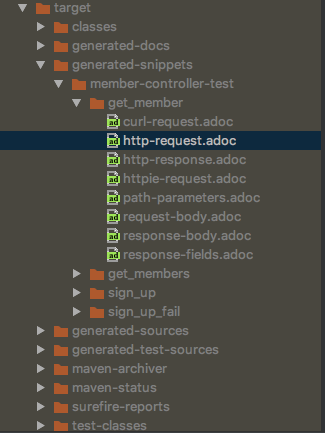 target
classes
generated-docs
generated-snippets
member-controller-test
get_member
curl-request.adoc
http-request.adoc
http-response.adoc
httpie-request.adoc
path-parameters.adoc
request-body.adoc
response-body.adoc
response-fields.adoc
get_members
sign_up
sign_up_fail
generated-sources
generated-test-sources
maven-archiver
maven-status
surefire-reports
test-classes